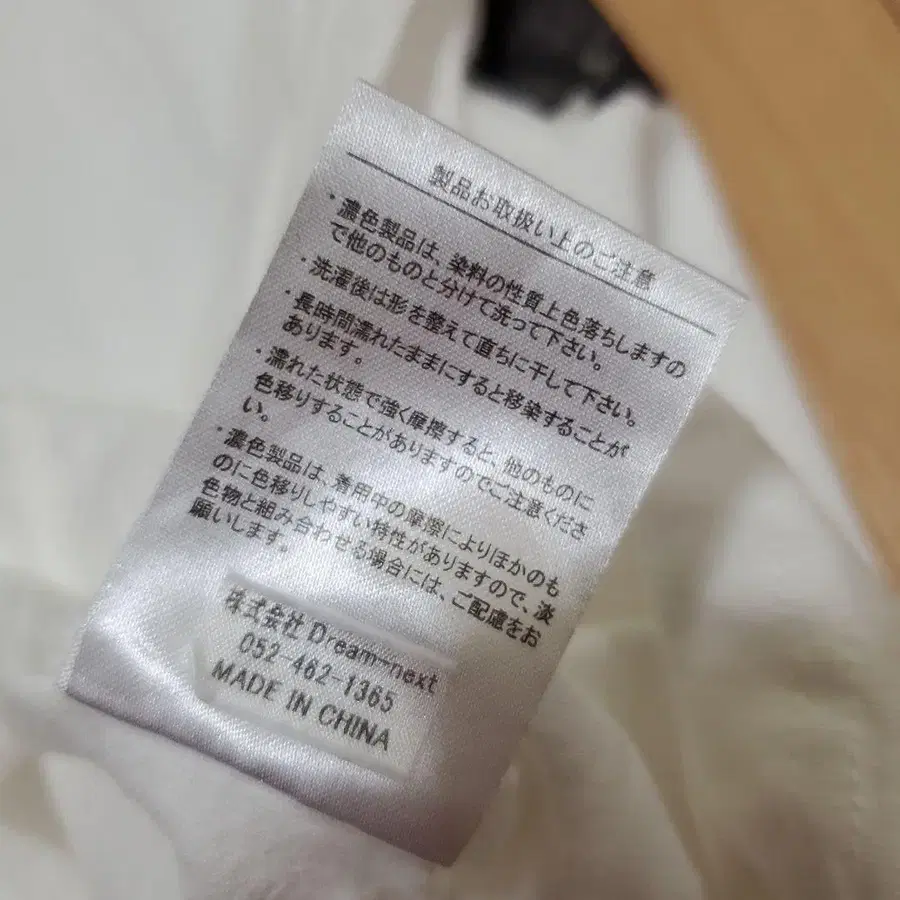 製品お取扱い上のご注意
・濃色製品は、染料の性質上色落ちしますの
で他のものと分けて洗って下さい。
・洗濯後は形を整えて直ちに干して下さい。
・長時間濡れたままにすると移染することが
あります。
・濡れた状態で強く摩擦すると、他のものに
色移りすることがありますのでご注意くださ
い。
・濃色製品は、着用中の摩擦によりほかのも
のに色移りしやすい特性がありますので、淡
色物と組み合わせる場合には、ご配慮をお
願いします。
株式会社Dream-next
052-462-1365
MADE IN CHINA